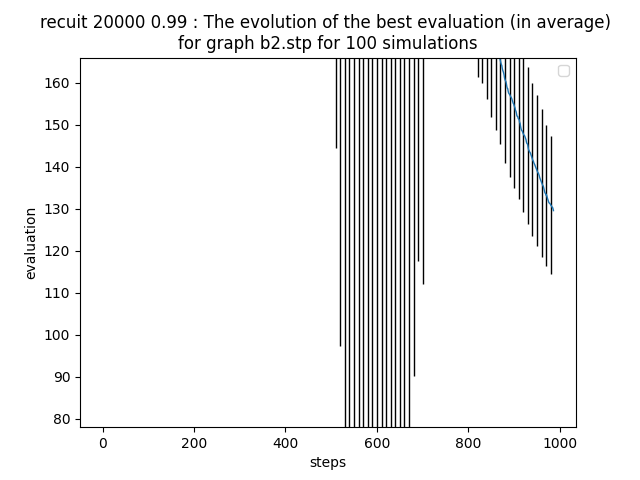 recuit 20000 0.99 : The evolution of the best evaluation (in average)
for graph b2.stp for 100 simulations
160
150
140
130
120
110
100
90
80
evaluation
0 200 400 600 800 1000
steps